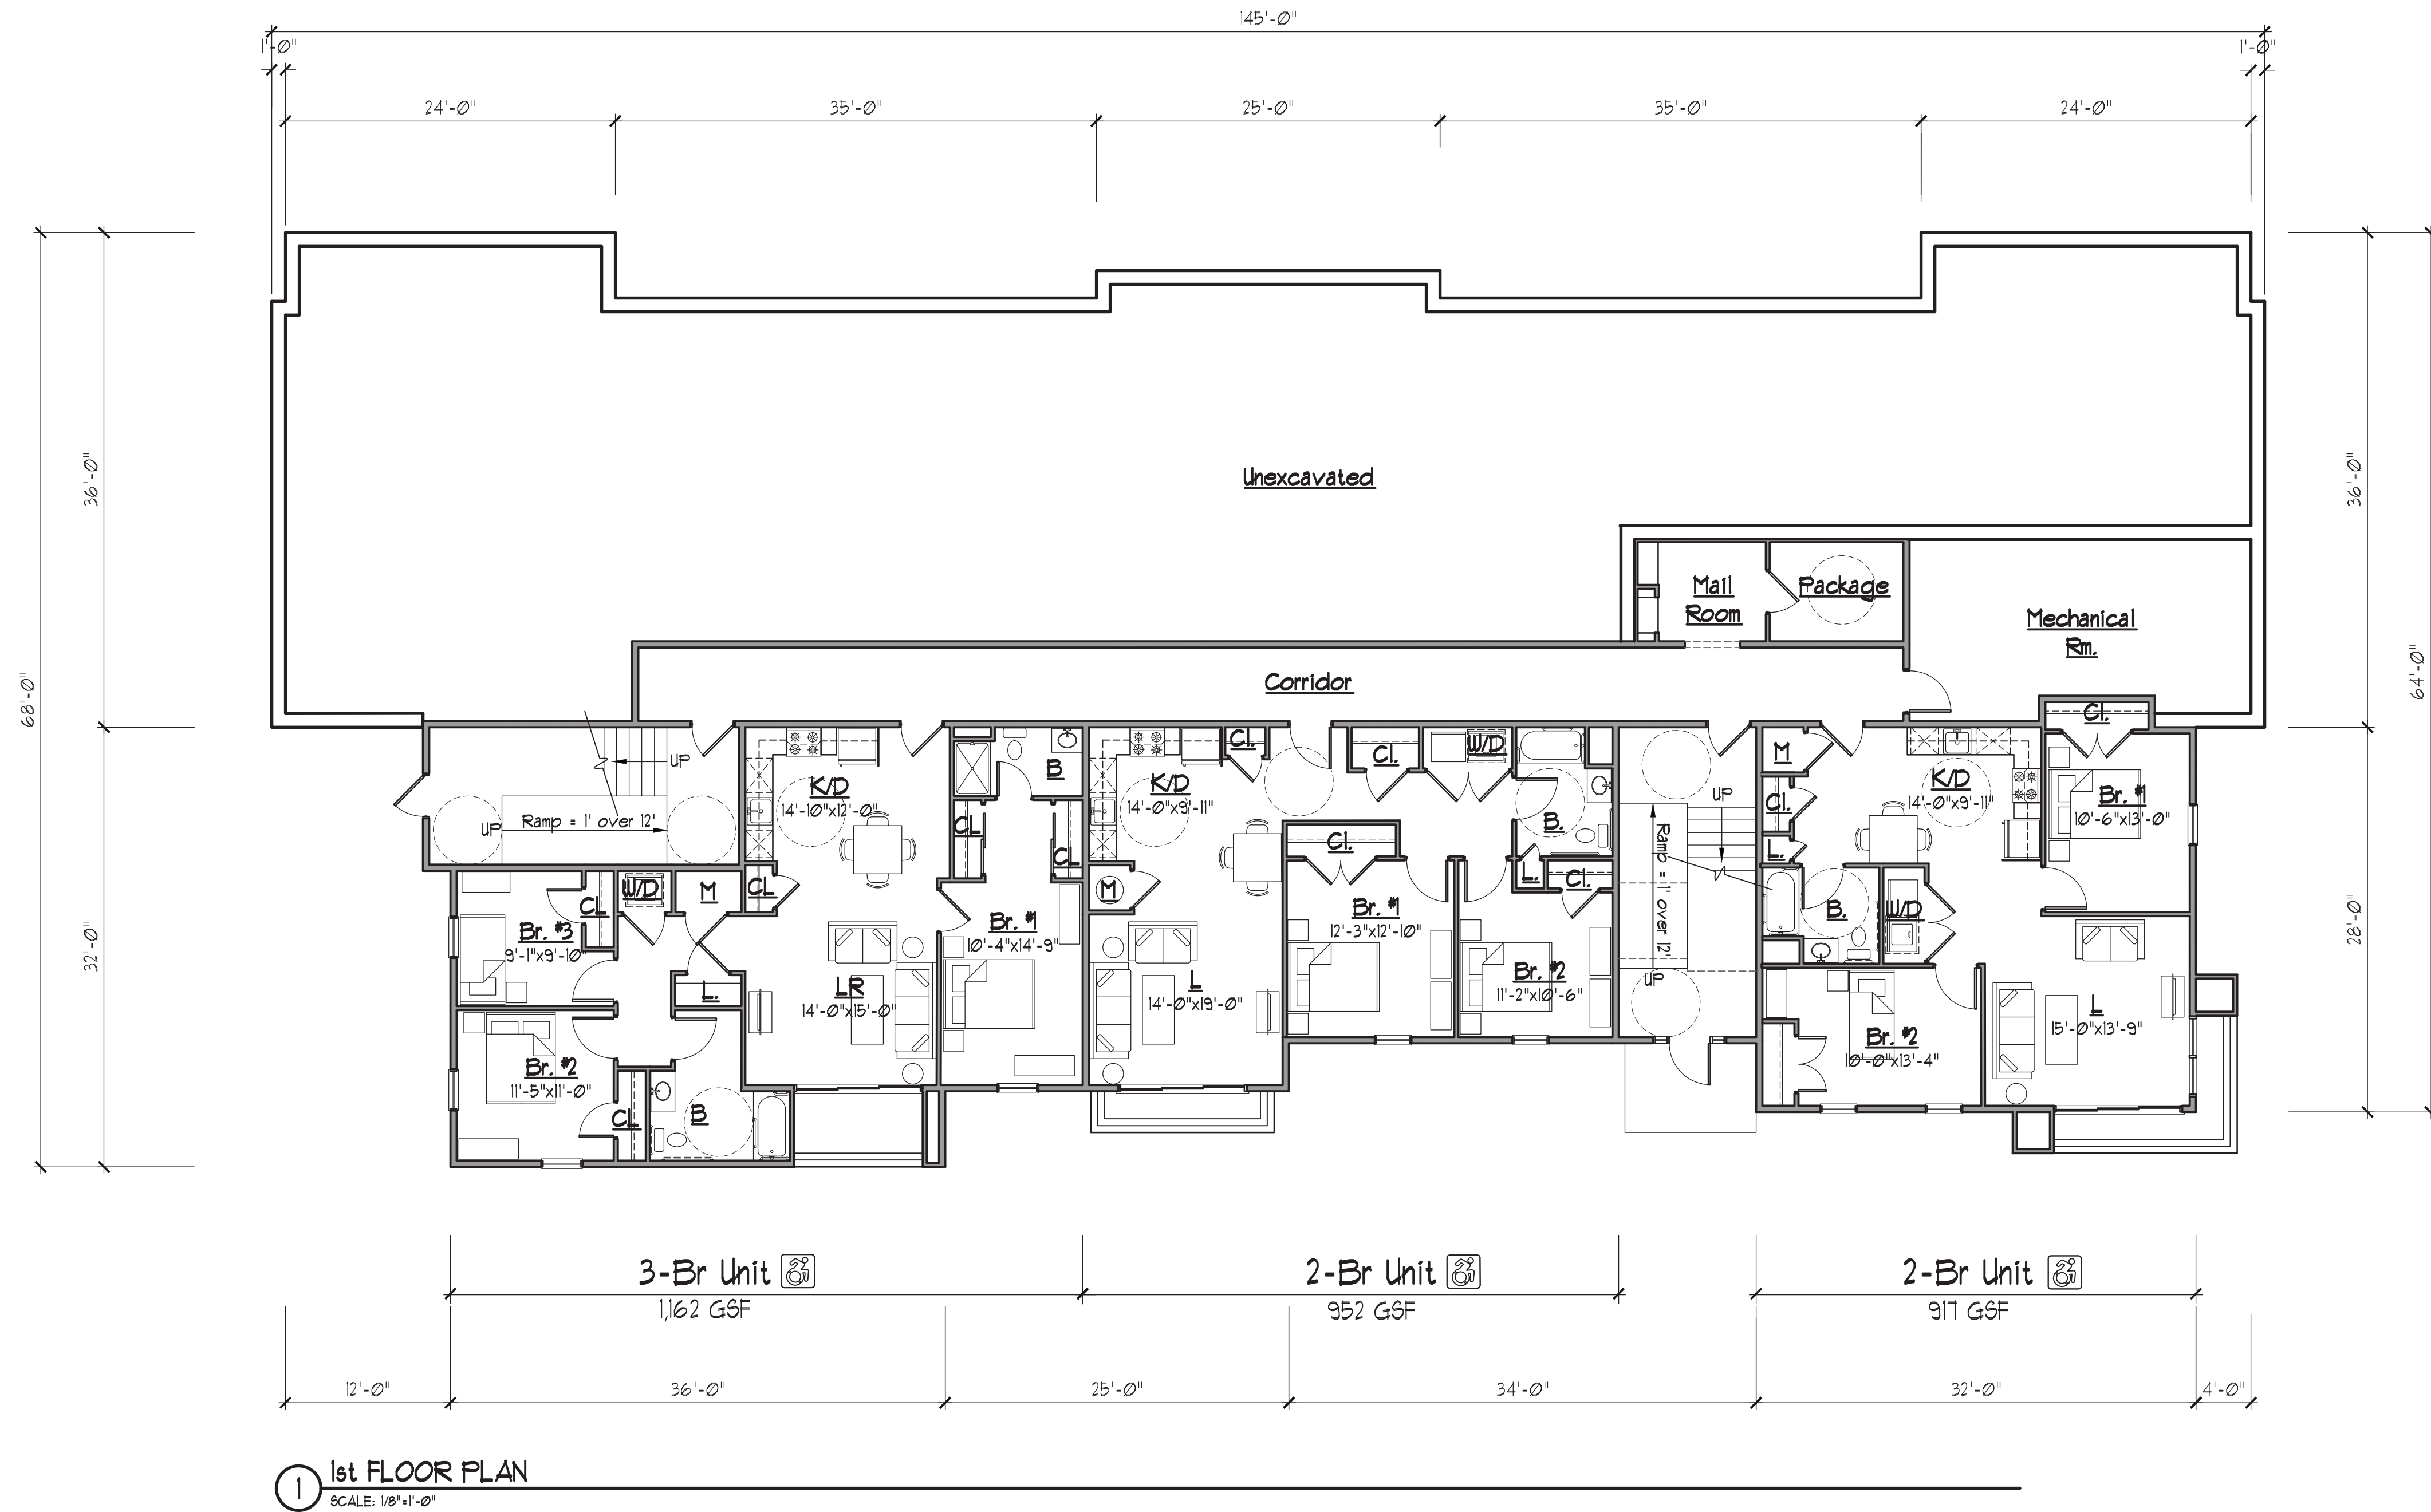 145'-0"
1'-0"
1'-0"
24'-0"
35'-0"
25'-0"
35'-0"
24'-0"
68'-0"
36'-0"
32'-0"
36'-0"
28'-0"
64'-0"
Unexcavated
Mail
Room
Package
Mechanical
Rm.
Corridor
UP
UP
Ramp = 1' over 12'
K/D
14'-10"x12'-0"
B
CL
CL
CL
W/D
M
CL
Br. #3
9'-1"x9'-10"
L.
LR
14'-0"x15'-0"
Br. #1
10'-4"x14'-9"
Br. #2
11'-5"x11'-0"
CL
B
K/D
14'-0"x9'-11"
Cl.
Cl.
W/D
M
Cl.
B.
L.
Cl.
L
14'-0"x19'-0"
Br. #1
12'-3"x12'-10"
Br. #2
11'-2"x10'-6"
UP
Ramp = 1' over 12'
UP
M
Cl.
L.
K/D
14'-0"x9'-11"
Cl.
Br. #1
10'-6"x13'-0"
B.
W/D
Br. #2
10'-0"x13'-4"
L
15'-0"x13'-9"
3-Br Unit
1,162 GSF
2-Br Unit
952 GSF
2-Br Unit
917 GSF
12'-0"
36'-0"
25'-0"
34'-0"
32'-0"
4'-0"
1
1st FLOOR PLAN
SCALE: 1/8"=1'-0"